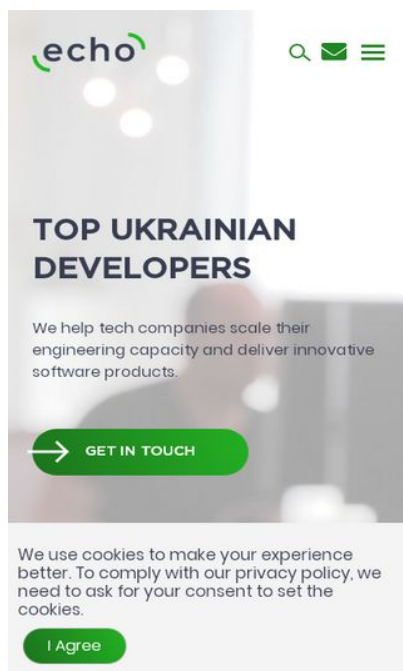 echo
TOP UKRAINIAN
DEVELOPERS
We help tech companies scale their
engineering capacity and deliver innovative
software products.
GET IN TOUCH
We use cookies to make your experience
better. To comply with our privacy policy, we
need to ask for your consent to set the
cookies.
I Agree